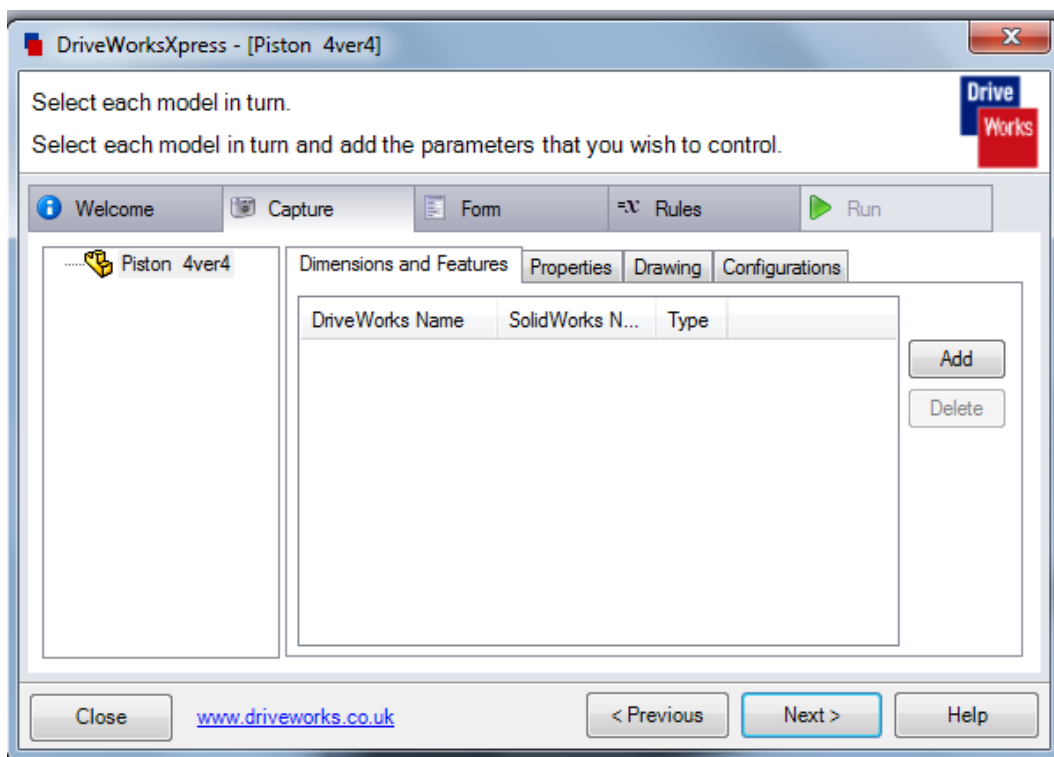 DriveWorksXpress - [Piston 4ver4]
x
Select each model in turn.
Select each model in turn and add the parameters that you wish to control.
Drive
Works
Welcome
Capture
Form
=x Rules
Run
Piston 4ver4
Dimensions and Features
Properties
Drawing
Configurations
DriveWorks Name
SolidWorks N...
Type
Add
Delete
Close
www.driveworks.co.uk
< Previous
Next >
Help